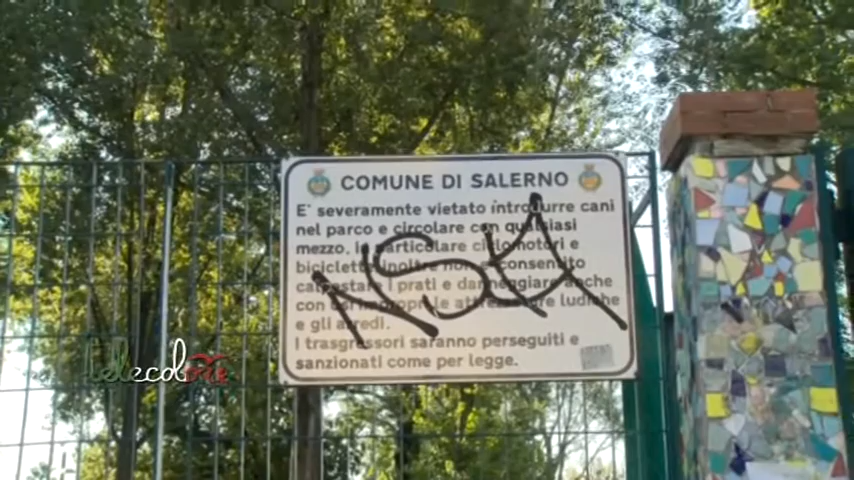 COMUNE DI SALERNO
E' severamente vietato introdurre cani
nel parco e circolare con qualsiasi
mezzo. In particolare ciclomotori e
biciclette. Inoltre non è consentito
calpestare i prati e danneggiare anche
con usi impropri le attrezzature ludiche
e gli arredi.
I trasgressori saranno perseguiti e
sanzionati come per legge.
telecolore